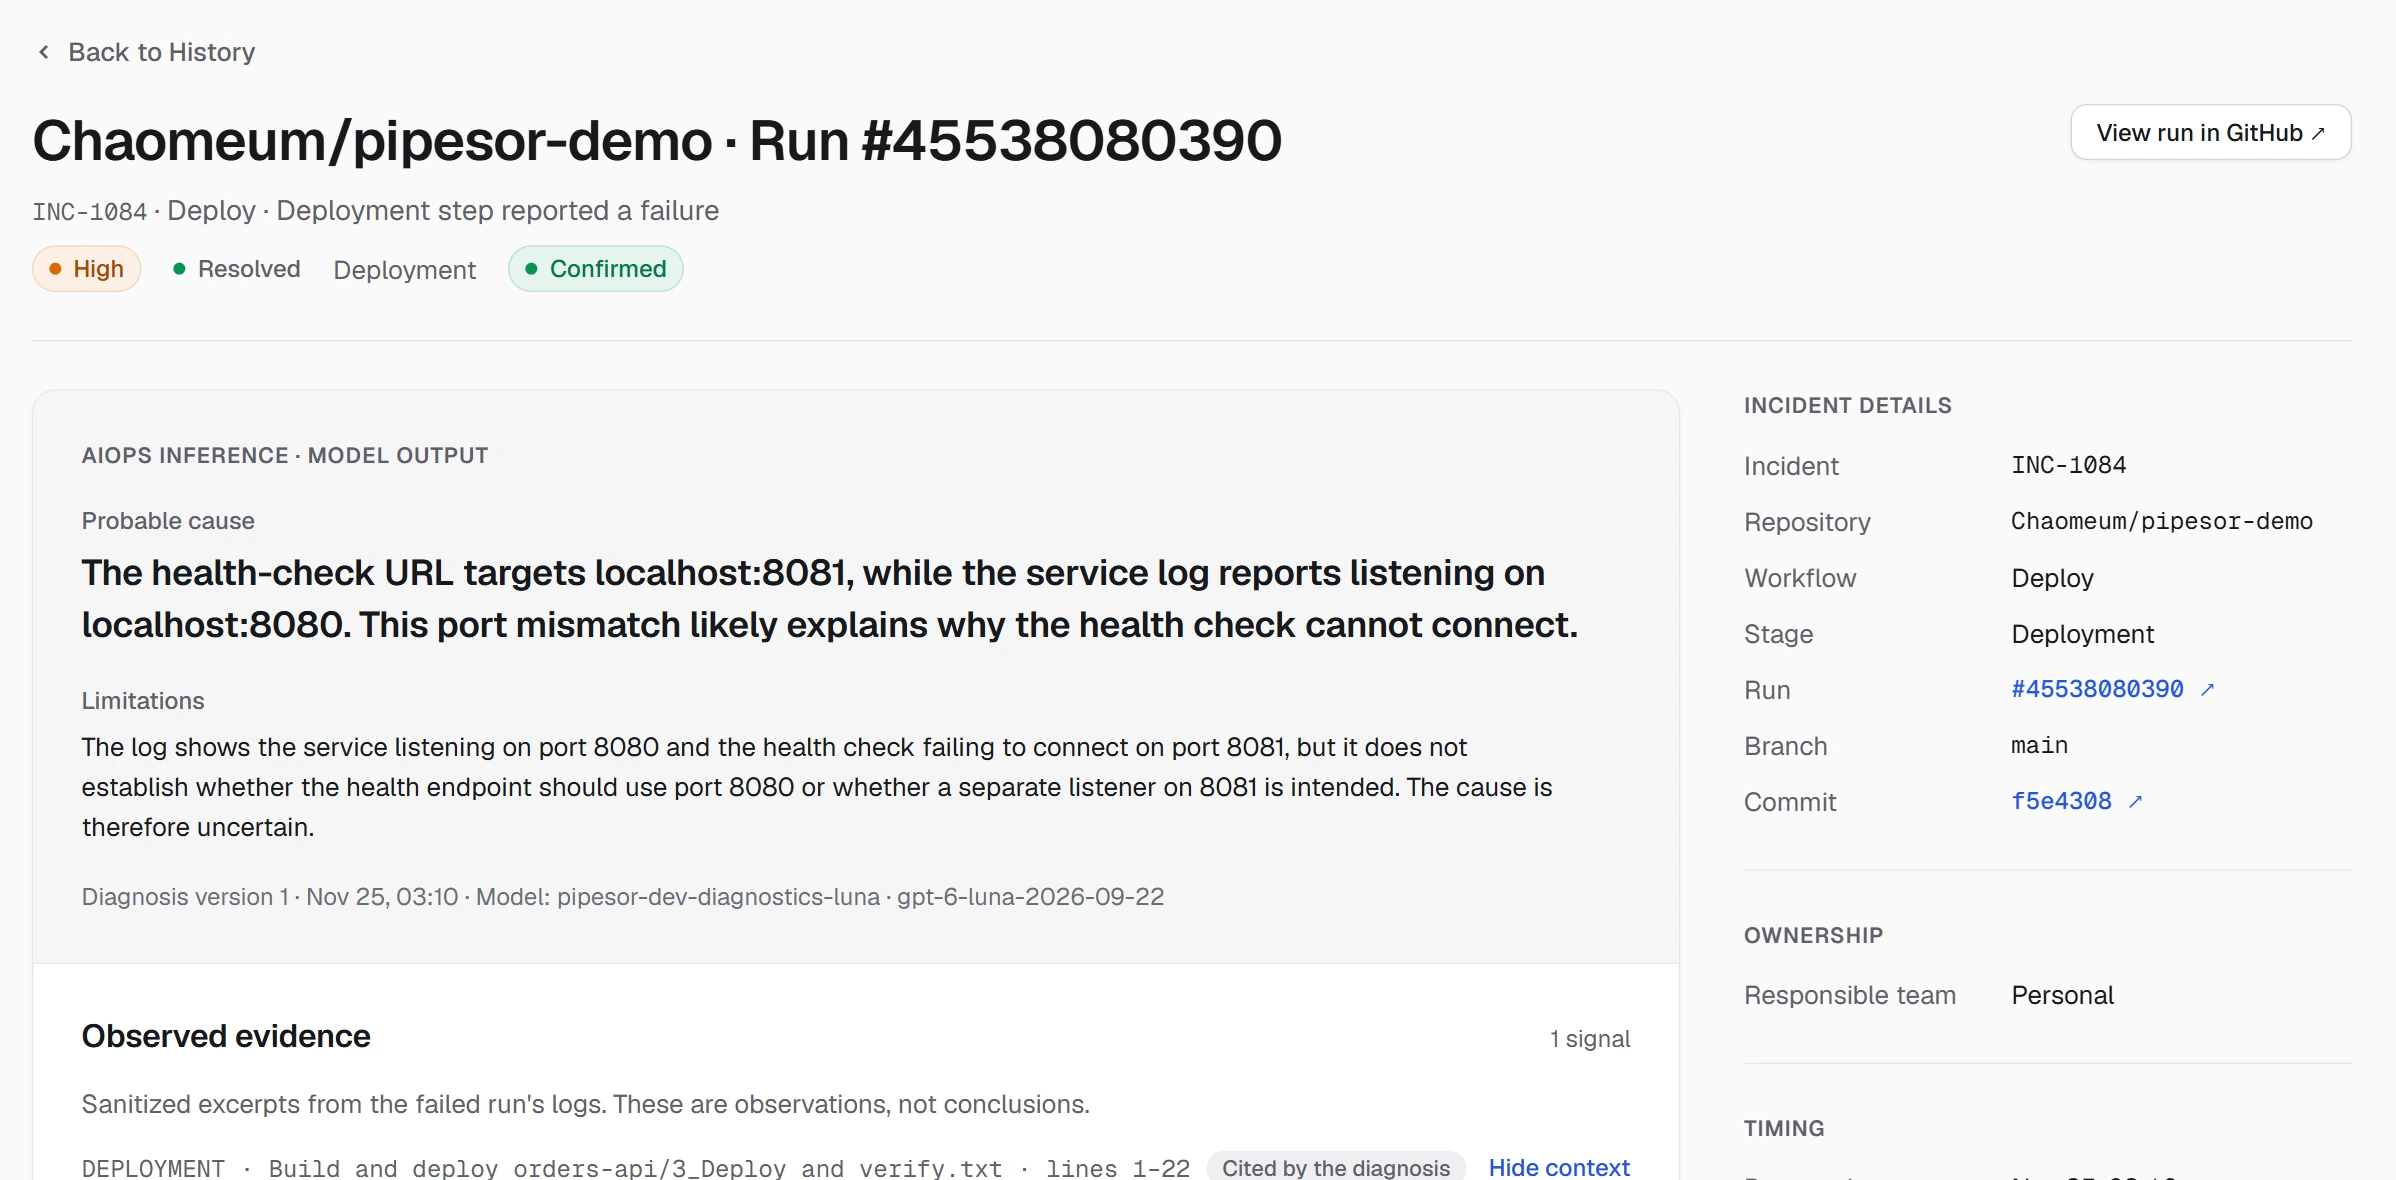 Back to History
Chaomeum/pipesor-demo · Run #45538080390
View run in GitHub ↗
INC-1084 · Deploy · Deployment step reported a failure
High
Resolved
Deployment
Confirmed
AIOPS INFERENCE · MODEL OUTPUT
Probable cause
The health-check URL targets localhost:8081, while the service log reports listening on
localhost:8080. This port mismatch likely explains why the health check cannot connect.
Limitations
The log shows the service listening on port 8080 and the health check failing to connect on port 8081, but it does not
establish whether the health endpoint should use port 8080 or whether a separate listener on 8081 is intended. The cause is
therefore uncertain.
Diagnosis version 1 · Nov 25, 03:10 · Model: pipesor-dev-diagnostics-luna · gpt-6-luna-2026-09-22
Observed evidence
1 signal
Sanitized excerpts from the failed run's logs. These are observations, not conclusions.
DEPLOYMENT · Build and deploy orders-api/3_Deploy and verify.txt · lines 1-22
Cited by the diagnosis
Hide context
INCIDENT DETAILS
Incident INC-1084
Repository Chaomeum/pipesor-demo
Workflow Deploy
Stage Deployment
Run #45538080390 ↗
Branch main
Commit f5e4308 ↗
OWNERSHIP
Responsible team Personal
TIMING